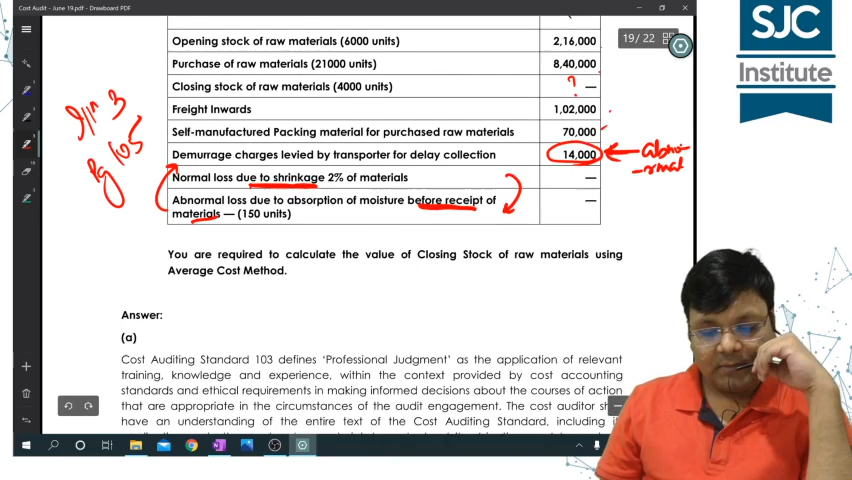 Cost Audit - June 19.pdf - Drawboard PDF
SJC
Institute
19 / 22
Opening stock of raw materials (6000 units) 2,16,000
Purchase of raw materials (21000 units) 8,40,000
Closing stock of raw materials (4000 units) ? —
Freight Inwards 1,02,000
Self-manufactured Packing material for purchased raw materials 70,000
Demurrage charges levied by transporter for delay collection 14,000
abno-
-rmal
Normal loss due to shrinkage 2% of materials —
Abnormal loss due to absorption of moisture before receipt of
materials — (150 units) —
Pg 105
You are required to calculate the value of Closing Stock of raw materials using
Average Cost Method.
Answer:
(a)
Cost Auditing Standard 103 defines ‘Professional Judgment’ as the application of relevant
training, knowledge and experience, within the context provided by cost accounting
standards and ethical requirements in making informed decisions about the courses of action
that are appropriate in the circumstances of the audit engagement. The cost auditor
have an understanding of the entire text of the Cost Auditing Standard, including